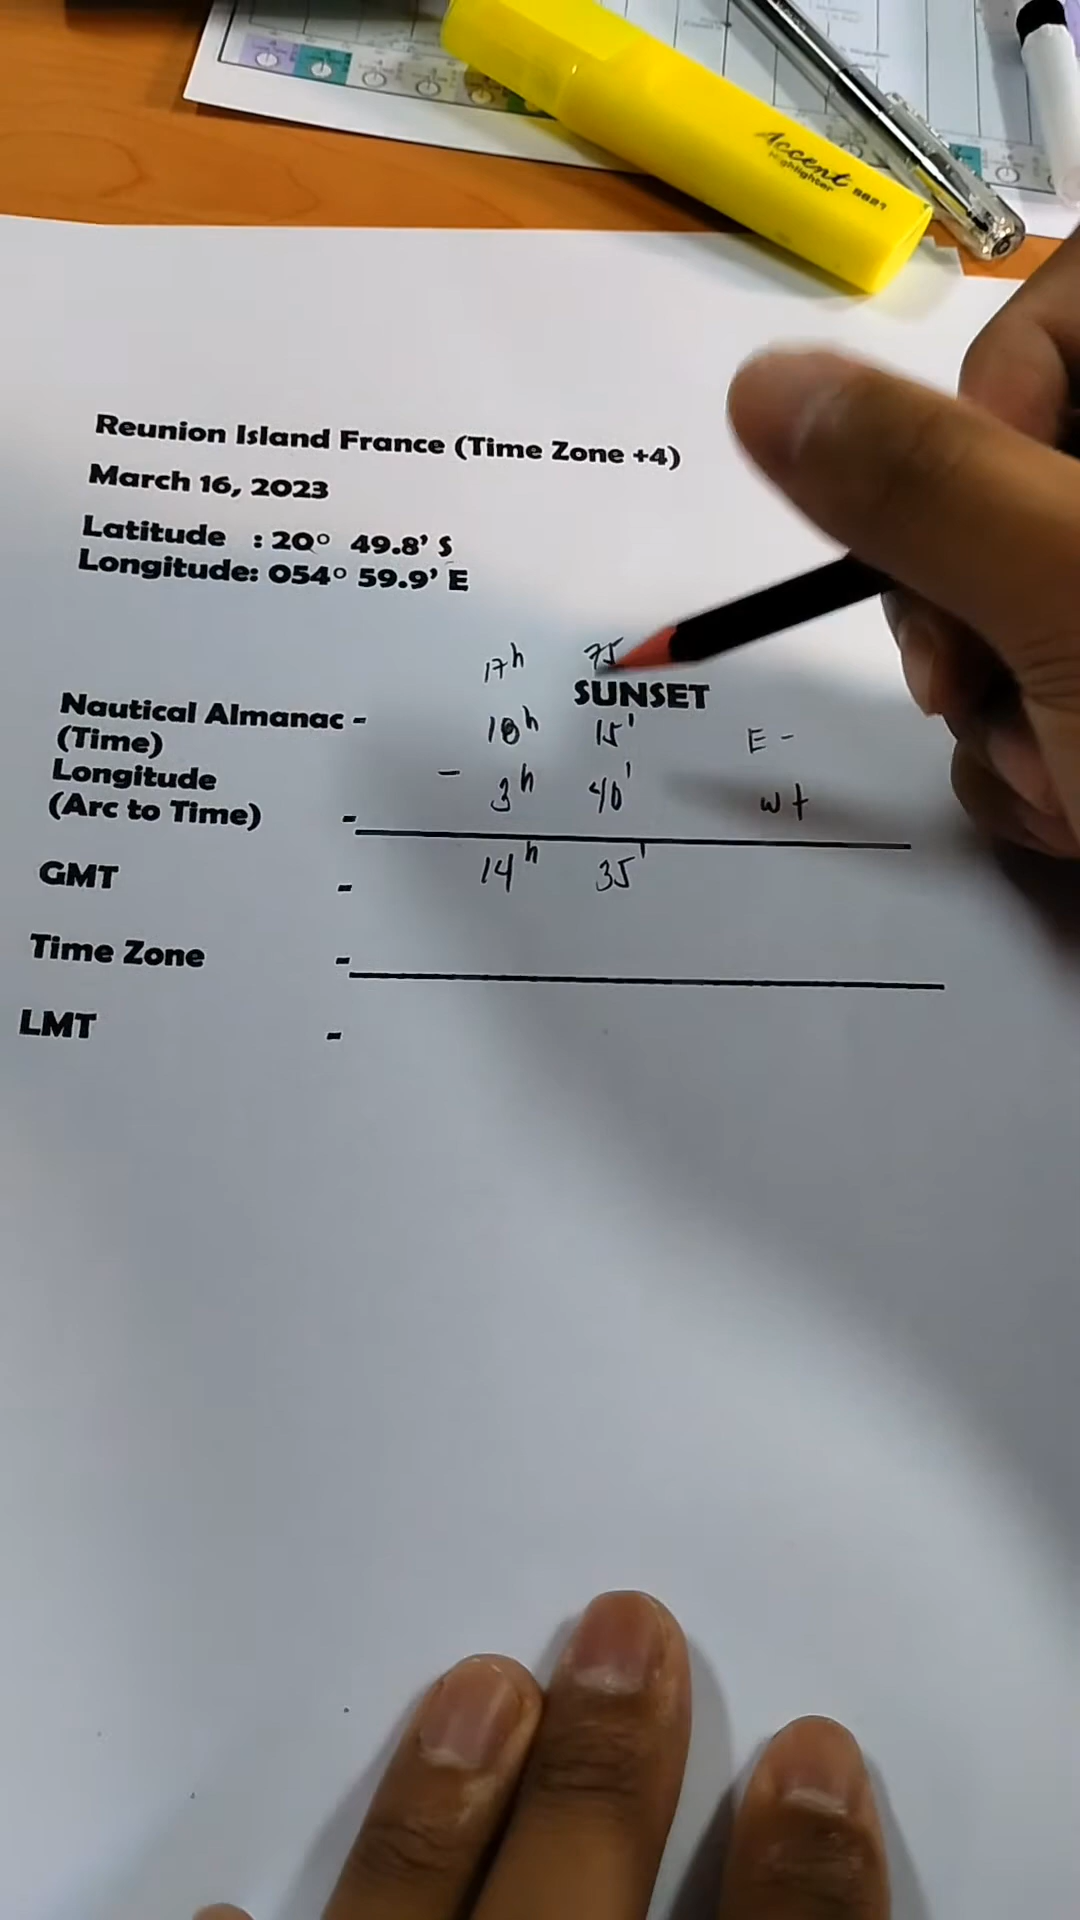 Accent
Highlighter
Reunion Island France (Time Zone +4)
March 16, 2023
Latitude : 20° 49.8' S
Longitude: 054° 59.9' E
17h 75
SUNSET
Nautical Almanac - 18h 15' E -
(Time)
Longitude - 3h 40' W +
(Arc to Time) -
GMT - 14h 35'
Time Zone -
LMT -